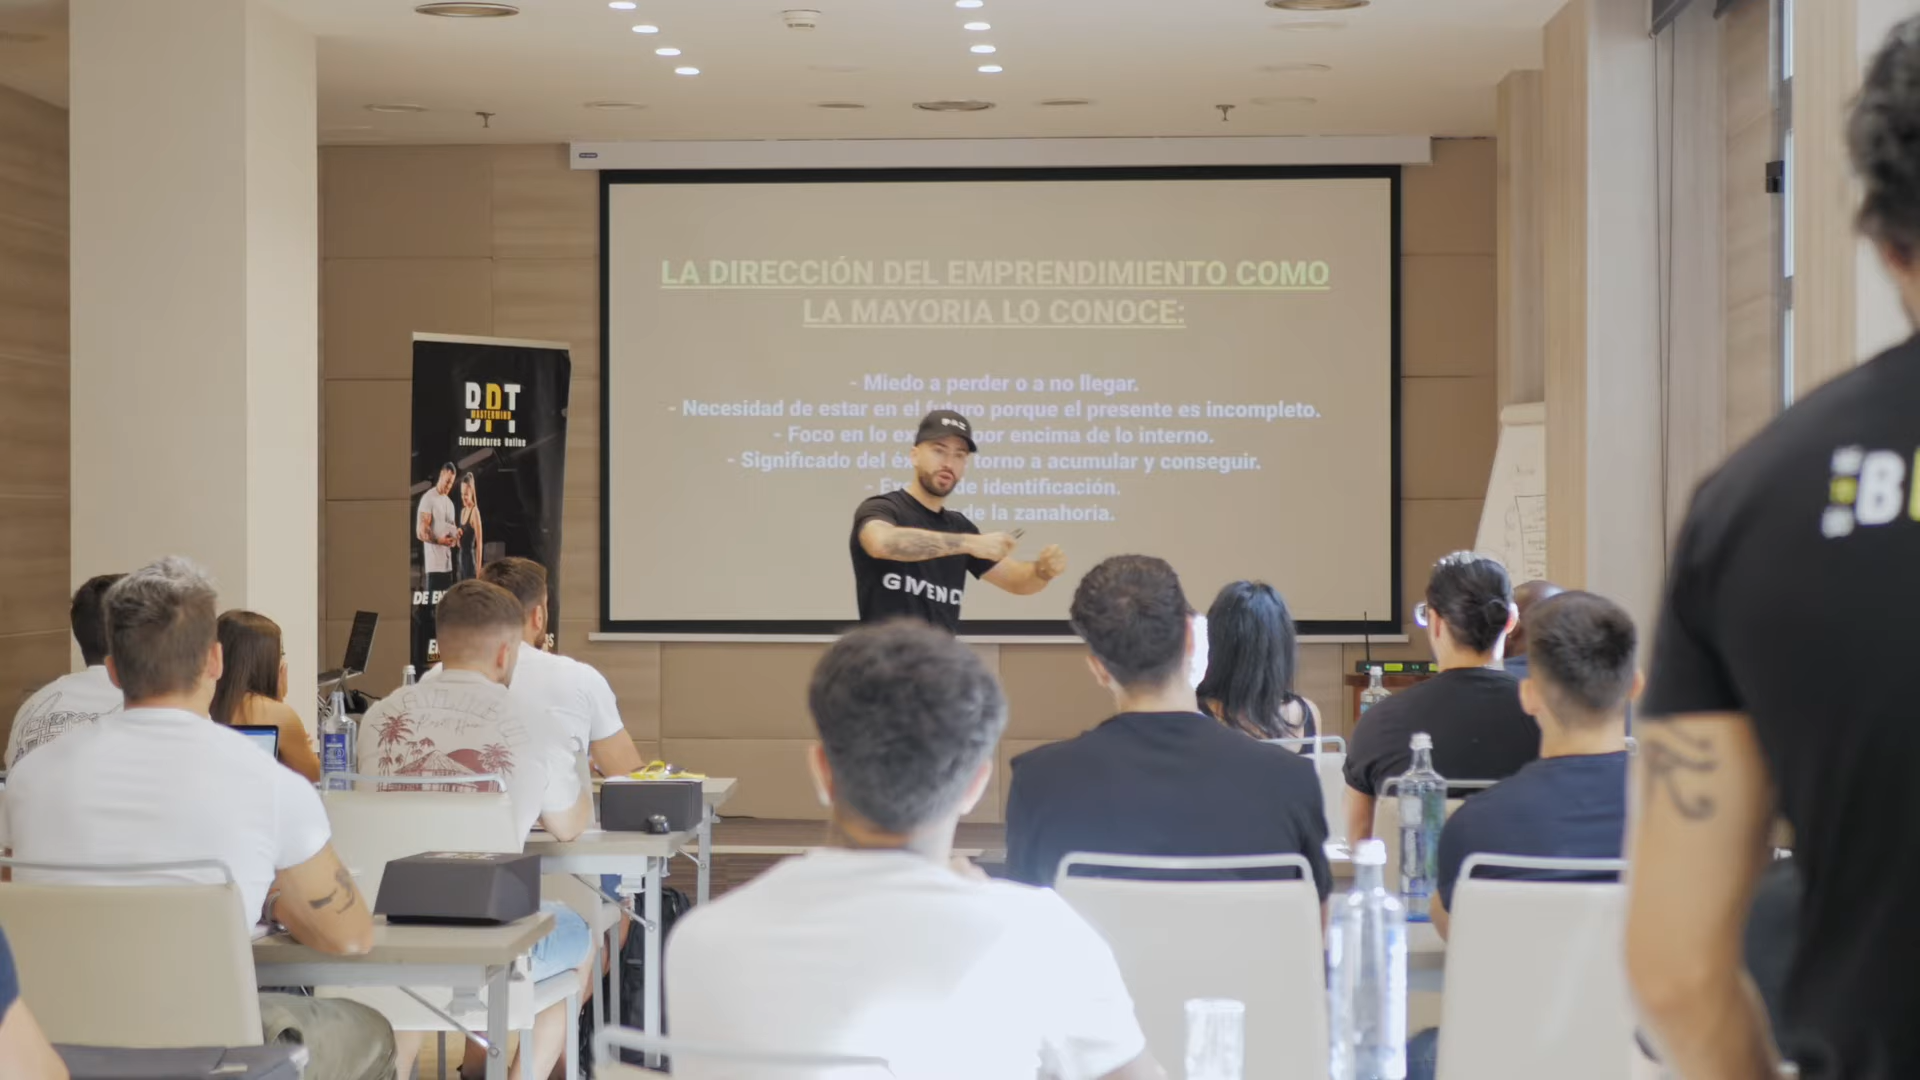 LA DIRECCIÓN DEL EMPRENDIMIENTO COMO
LA MAYORIA LO CONOCE:
- Miedo a perder o a no llegar.
- Necesidad de estar en el futuro porque el presente es incompleto.
- Foco en lo por encima de lo interno.
- Significado del torno a acumular y conseguir.
- de identificación.
de la zanahoria.
BPT
MASTERMIND
Entrenadores Online
DE
GIVENC
B